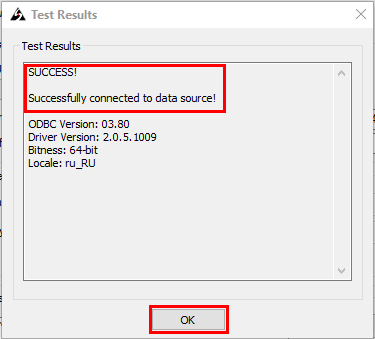 Test Results
Test Results
SUCCESS!
Successfully connected to data source!
ODBC Version: 03.80
Driver Version: 2.0.5.1009
Bitness: 64-bit
Locale: ru_RU
OK